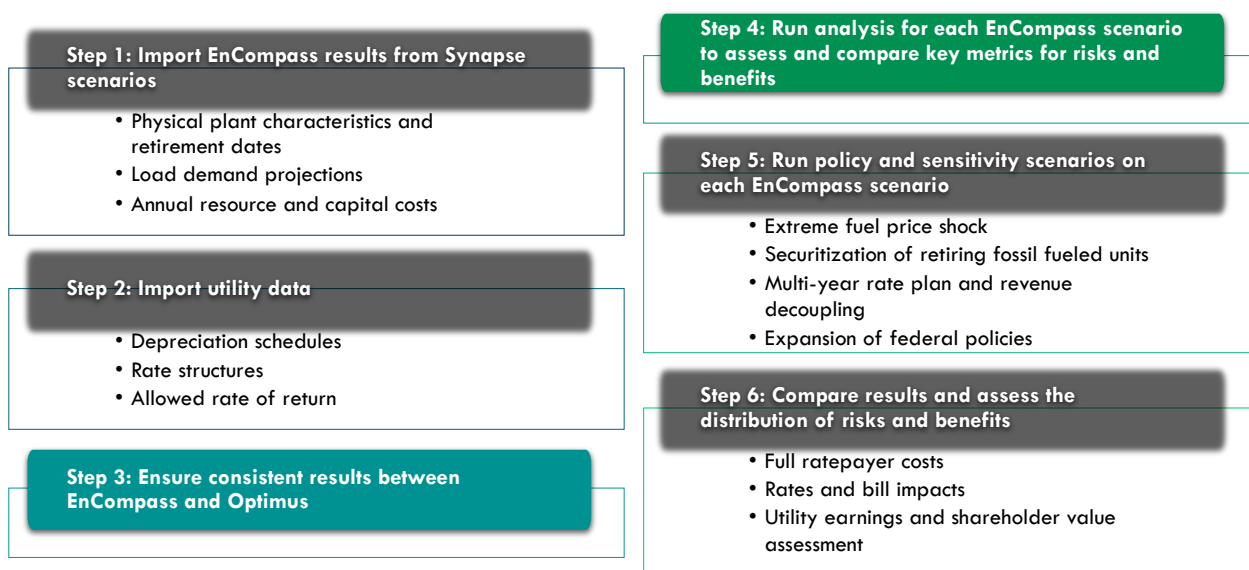 Step 1: Import EnCompass results from Synapse
scenarios
• Physical plant characteristics and
retirement dates
• Load demand projections
• Annual resource and capital costs
Step 2: Import utility data
• Depreciation schedules
• Rate structures
• Allowed rate of return
Step 3: Ensure consistent results between
EnCompass and Optimus
Step 4: Run analysis for each EnCompass scenario
to assess and compare key metrics for risks and
benefits
Step 5: Run policy and sensitivity scenarios on
each EnCompass scenario
• Extreme fuel price shock
• Securitization of retiring fossil fueled units
• Multi-year rate plan and revenue
decoupling
• Expansion of federal policies
Step 6: Compare results and assess the
distribution of risks and benefits
• Full ratepayer costs
• Rates and bill impacts
• Utility earnings and shareholder value
assessment